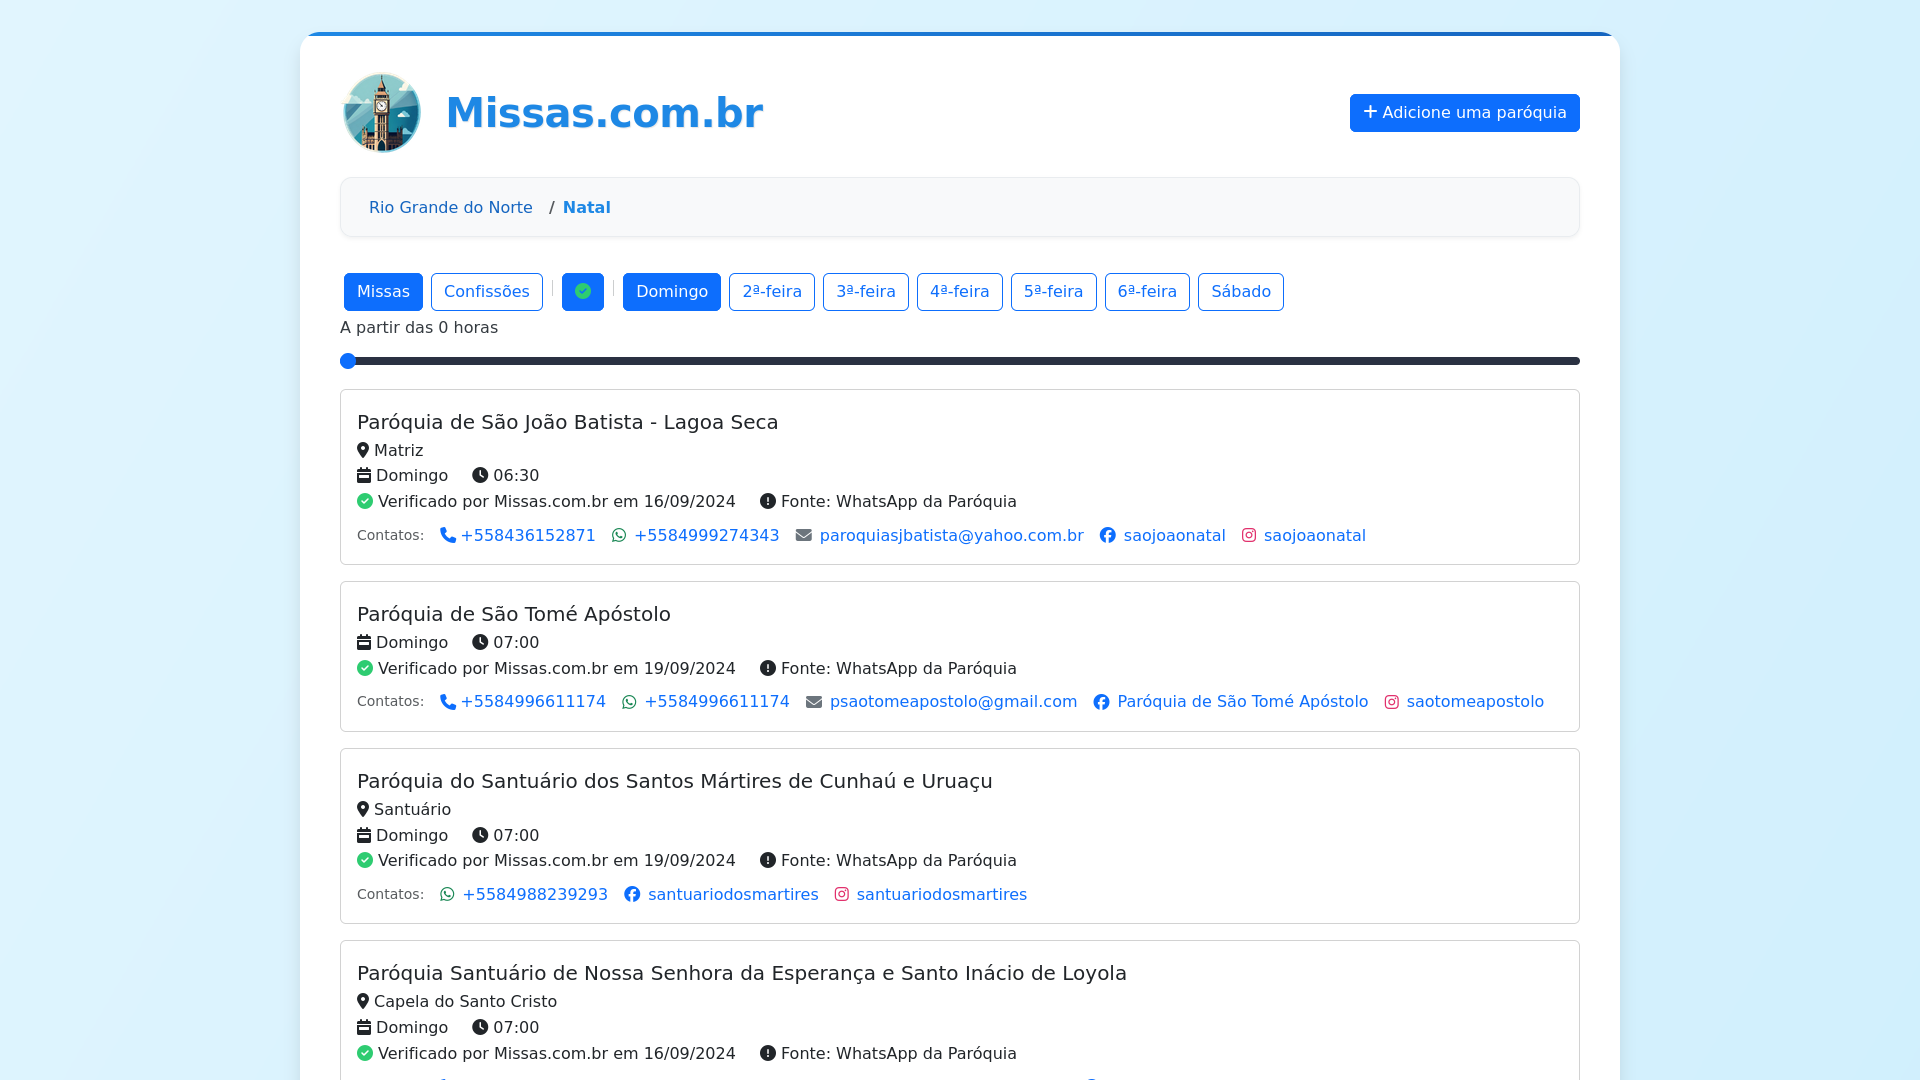 Missas.com.br
Adicione uma paróquia
Rio Grande do Norte / Natal
Missas Confissões Domingo 2ª-feira 3ª-feira 4ª-feira 5ª-feira 6ª-feira Sábado
A partir das 0 horas
Paróquia de São João Batista - Lagoa Seca
Matriz
Domingo 06:30
Verificado por Missas.com.br em 16/09/2024 Fonte: WhatsApp da Paróquia
Contatos: +558436152871 +5584999274343 paroquiasjbatista@yahoo.com.br saojoaonatal saojoaonatal
Paróquia de São Tomé Apóstolo
Domingo 07:00
Verificado por Missas.com.br em 19/09/2024 Fonte: WhatsApp da Paróquia
Contatos: +5584996611174 +5584996611174 psaotomeapostolo@gmail.com Paróquia de São Tomé Apóstolo saotomeapostolo
Paróquia do Santuário dos Santos Mártires de Cunhaú e Uruaçu
Santuário
Domingo 07:00
Verificado por Missas.com.br em 19/09/2024 Fonte: WhatsApp da Paróquia
Contatos: +5584988239293 santuariodosmartires santuariodosmartires
Paróquia Santuário de Nossa Senhora da Esperança e Santo Inácio de Loyola
Capela do Santo Cristo
Domingo 07:00
Verificado por Missas.com.br em 16/09/2024 Fonte: WhatsApp da Paróquia